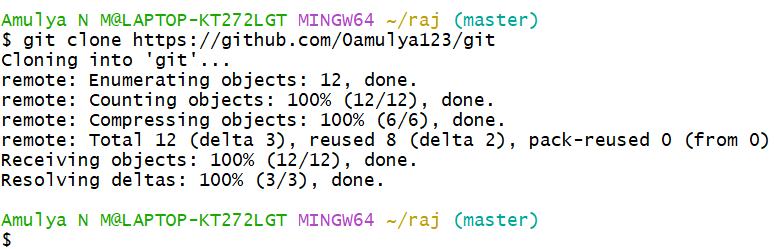 Amulya N M@LAPTOP-KT272LGT MINGW64 ~/raj (master)
$ git clone https://github.com/0amulya123/git
Cloning into 'git'...
remote: Enumerating objects: 12, done.
remote: Counting objects: 100% (12/12), done.
remote: Compressing objects: 100% (6/6), done.
remote: Total 12 (delta 3), reused 8 (delta 2), pack-reused 0 (from 0)
Receiving objects: 100% (12/12), done.
Resolving deltas: 100% (3/3), done.
Amulya N M@LAPTOP-KT272LGT MINGW64 ~/raj (master)
$